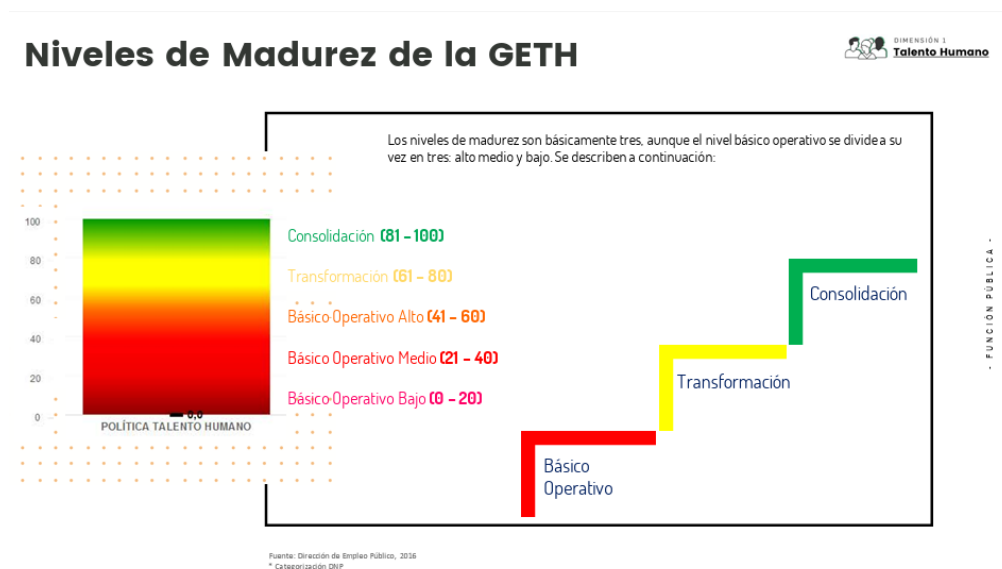 Niveles de Madurez de la GETH
DIMENSIÓN 1
Talento Humano
Los niveles de madurez son básicamente tres, aunque el nivel básico operativo se divide a su
vez en tres: alto medio y bajo. Se describen a continuación:
100
80
60
40
20
0
0,0
POLÍTICA TALENTO HUMANO
Consolidación (81 – 100)
Transformación (61 – 80)
Básico Operativo Alto (41 – 60)
Básico Operativo Medio (21 – 40)
Básico Operativo Bajo (0 – 20)
Consolidación
Transformación
Básico
Operativo
- FUNCIÓN PÚBLICA -
Fuente: Dirección de Empleo Público, 2016
* Categorización DNP